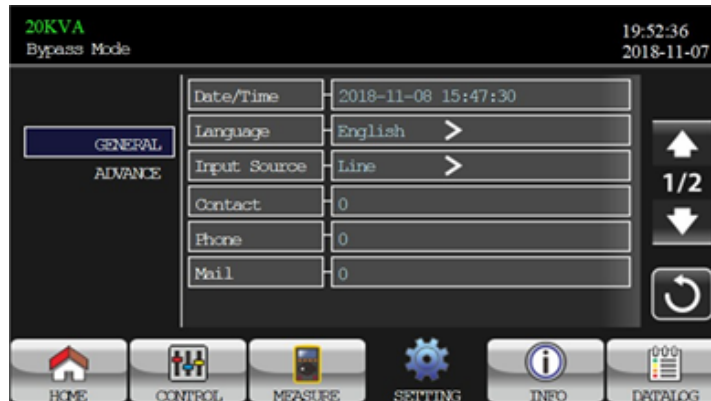 20KVA
Bypass Mode
19:52:36
2018-11-07
GENERAL
ADVANCE
Date/Time 2018-11-08 15:47:30
Language English >
Input Source Line >
Contact 0
Phone 0
Mail 0
1/2
HOME CONTROL MEASURE SETTING INFO DATALOG